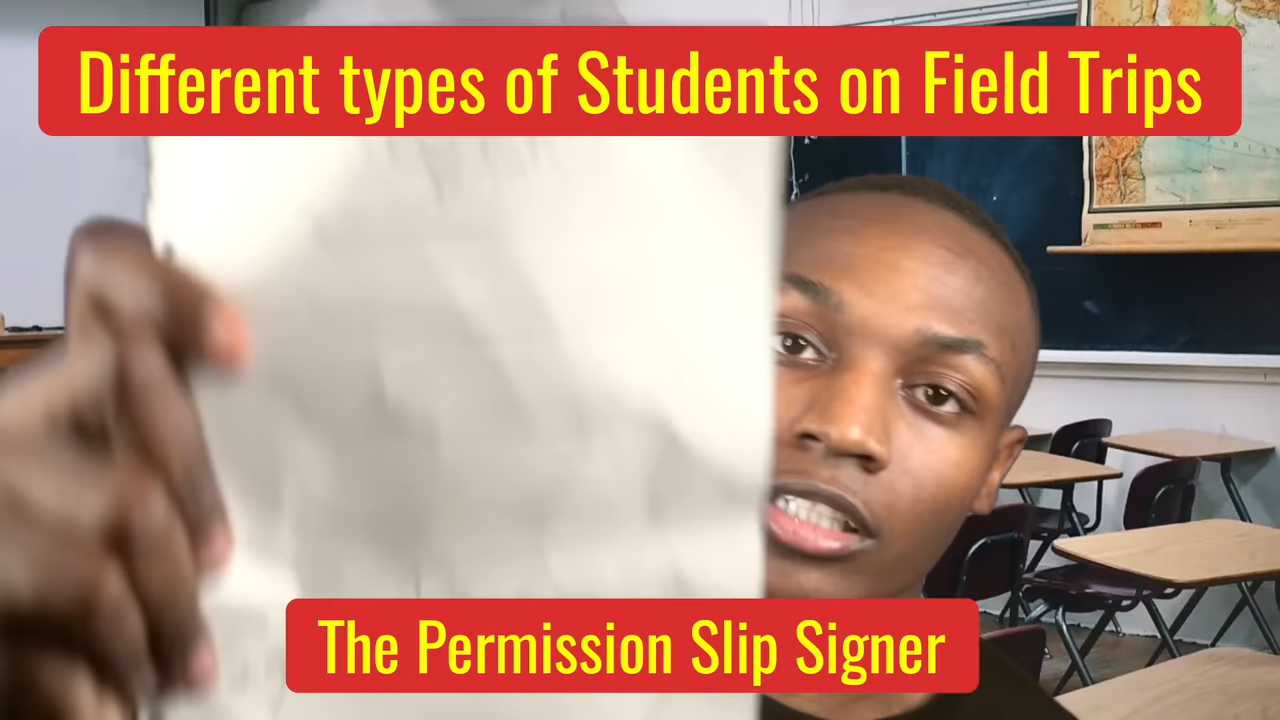 Different types of Students on Field Trips
The Permission Slip Signer